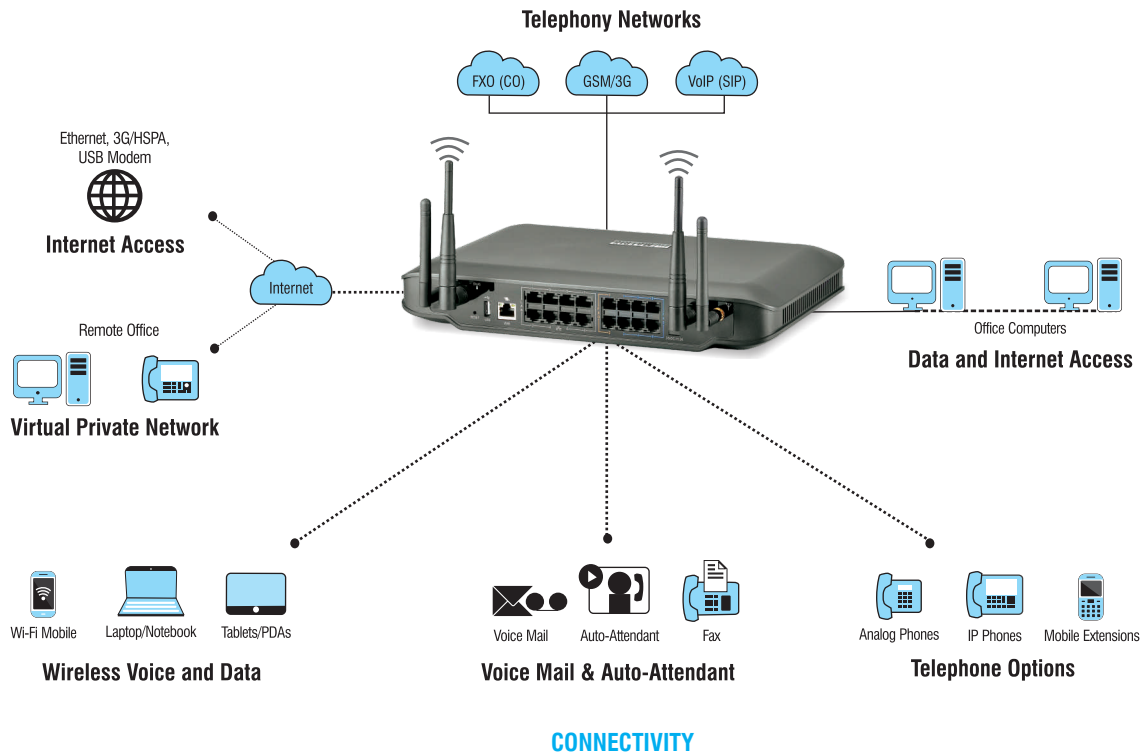 Telephony Networks
FXO (CO)
GSM/3G
VoIP (SIP)
Ethernet, 3G/HSPA,
USB Modem
Internet Access
Internet
Remote Office
Virtual Private Network
Office Computers
Data and Internet Access
Wi-Fi Mobile
Laptop/Notebook
Tablets/PDAs
Wireless Voice and Data
Voice Mail
Auto-Attendant
Fax
Voice Mail & Auto-Attendant
Analog Phones
IP Phones
Mobile Extensions
Telephone Options
CONNECTIVITY